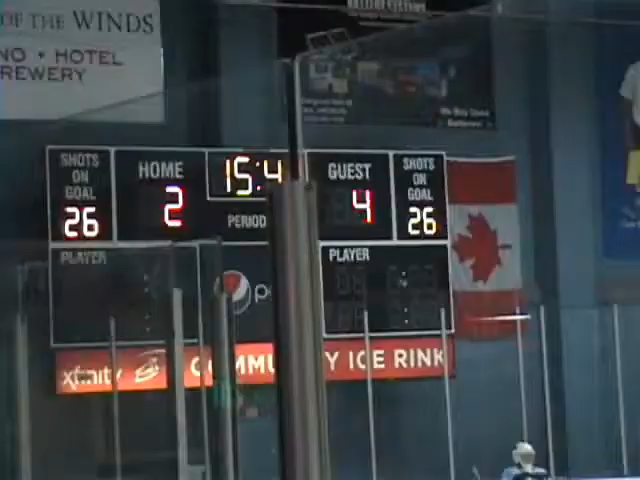 OF THE WINDS
NO • HOTEL
REWERY
SHOTS ON GOAL
26
HOME
2
15:4
PERIOD
GUEST
4
SHOTS ON GOAL
26
PLAYER
PLAYER
p
xfinity COMMU Y ICE RINK